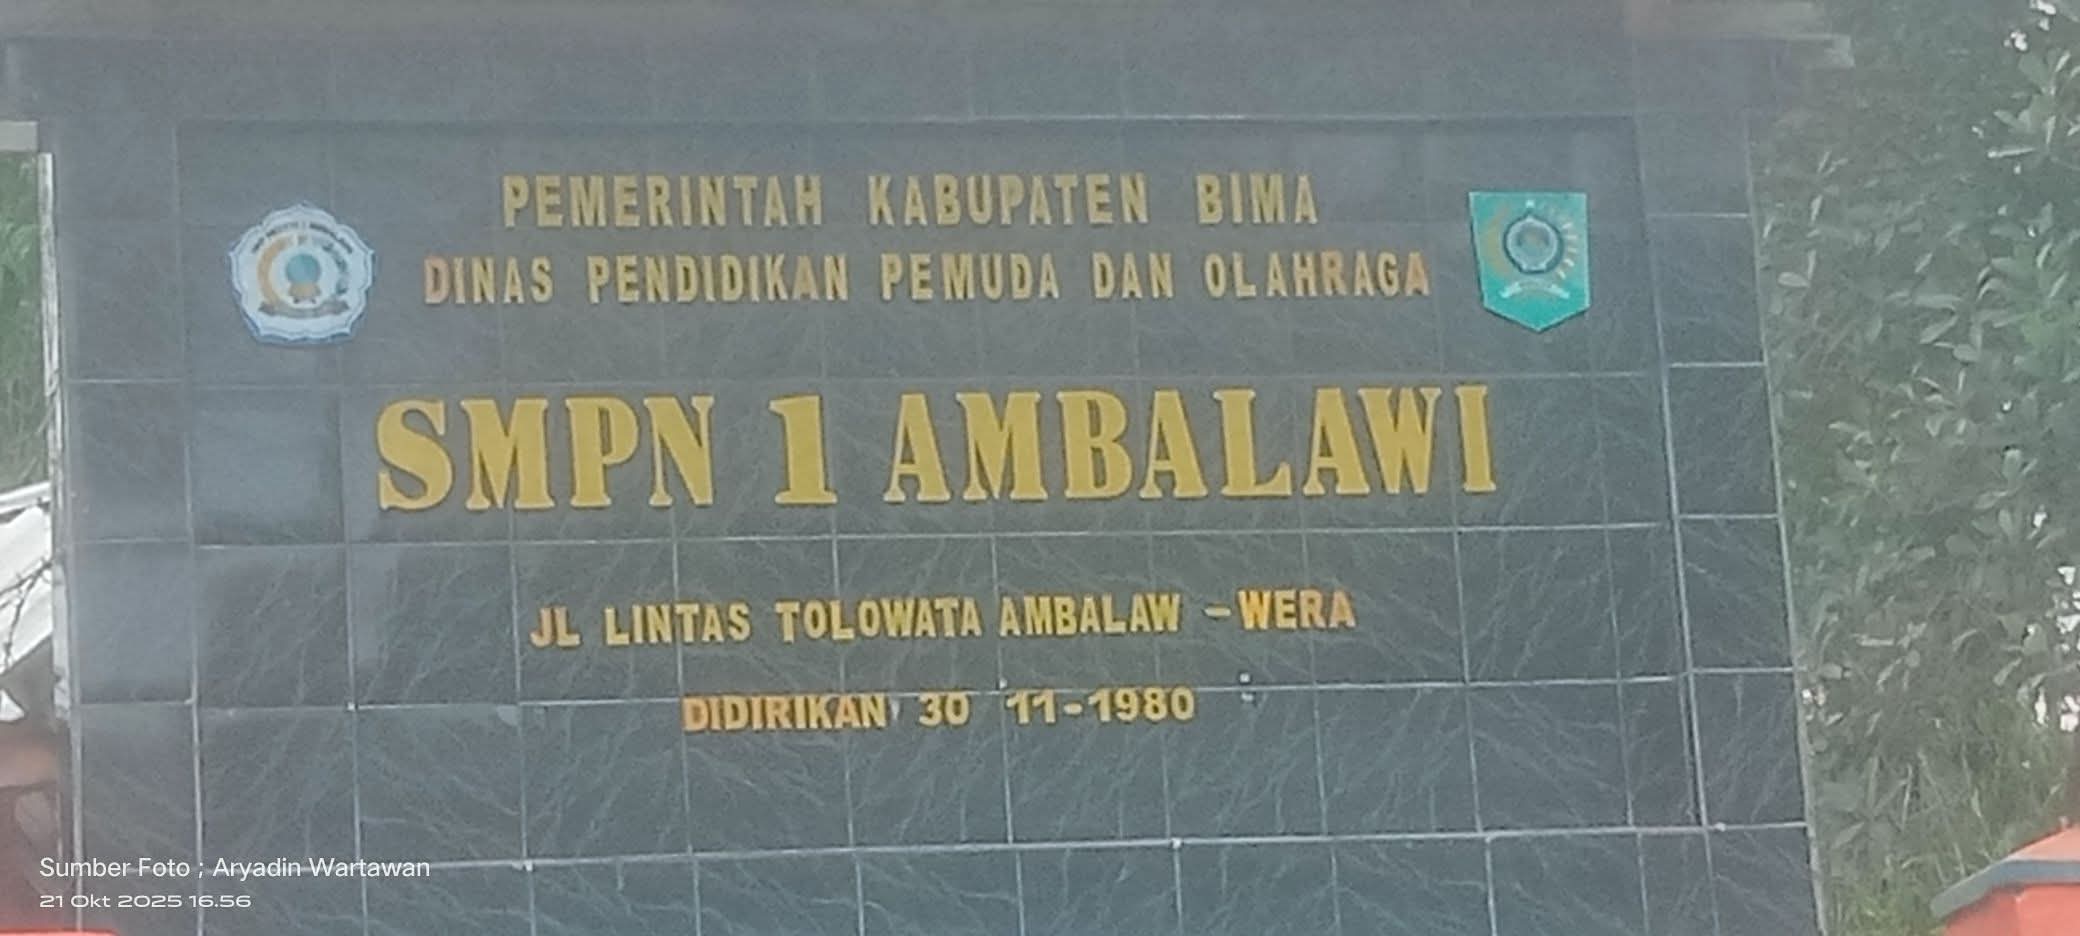 PEMERINTAH KABUPATEN BIMA
DINAS PENDIDIKAN PEMUDA DAN OLAHRAGA
SMPN 1 AMBALAWI
JL LINTAS TOLOWATA AMBALAW - WERA
DIDIRIKAN 30 11-1980
Sumber Foto ; Aryadin Wartawan
21 Okt 2025 16.56